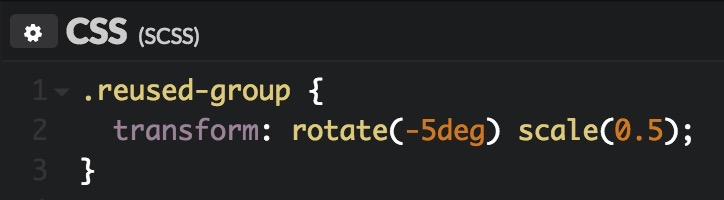 CSS (SCSS)
1 .reused-group {
2 transform: rotate(-5deg) scale(0.5);
3 }